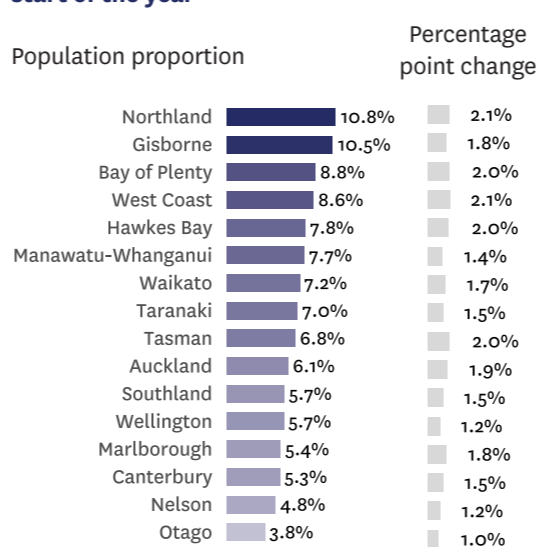 start of the year
Population proportion
Percentage
point change
Northland 10.8% 2.1%
Gisborne 10.5% 1.8%
Bay of Plenty 8.8% 2.0%
West Coast 8.6% 2.1%
Hawkes Bay 7.8% 2.0%
Manawatu-Whanganui 7.7% 1.4%
Waikato 7.2% 1.7%
Taranaki 7.0% 1.5%
Tasman 6.8% 2.0%
Auckland 6.1% 1.9%
Southland 5.7% 1.5%
Wellington 5.7% 1.2%
Marlborough 5.4% 1.8%
Canterbury 5.3% 1.5%
Nelson 4.8% 1.2%
Otago 3.8% 1.0%